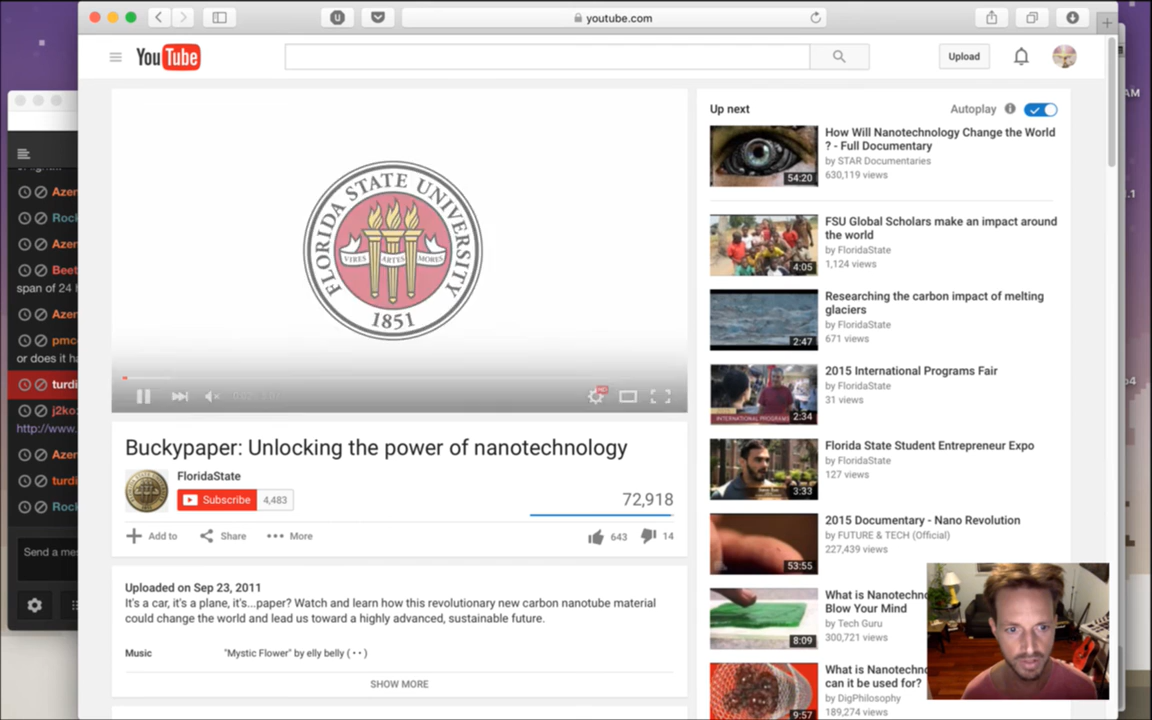 youtube.com
YouTube
Upload
AM
Azer
Rock
Azer
Beet
span of 24 h
Azer
pmc
or does it ha
turdi
j2ko
http://www.
Azer
turdi
Rock
Send a mes
FLORIDA STATE UNIVERSITY
VIRES ARTES MORES
1851
Buckypaper: Unlocking the power of nanotechnology
FloridaState
Subscribe 4,483
72,918
Add to Share More
643 14
Uploaded on Sep 23, 2011
It's a car, it's a plane, it's...paper? Watch and learn how this revolutionary new carbon nanotube material
could change the world and lead us toward a highly advanced, sustainable future.
Music "Mystic Flower" by elly belly ( • • )
SHOW MORE
Up next Autoplay
How Will Nanotechnology Change the World
? - Full Documentary
by STAR Documentaries
630,119 views
54:20
FSU Global Scholars make an impact around
the world
by FloridaState
1,124 views
4:05
Researching the carbon impact of melting
glaciers
by FloridaState
671 views
2:47
2015 International Programs Fair
by FloridaState
31 views
INTERNATIONAL PROGRAMS
2:34
Florida State Student Entrepreneur Expo
by FloridaState
127 views
3:33
2015 Documentary - Nano Revolution
by FUTURE & TECH (Official)
227,439 views
53:55
What is Nanotechno
Blow Your Mind
by Tech Guru
300,721 views
8:09
What is Nanotechn
can it be used for?
by DigPhilosophy
189,274 views
9:57